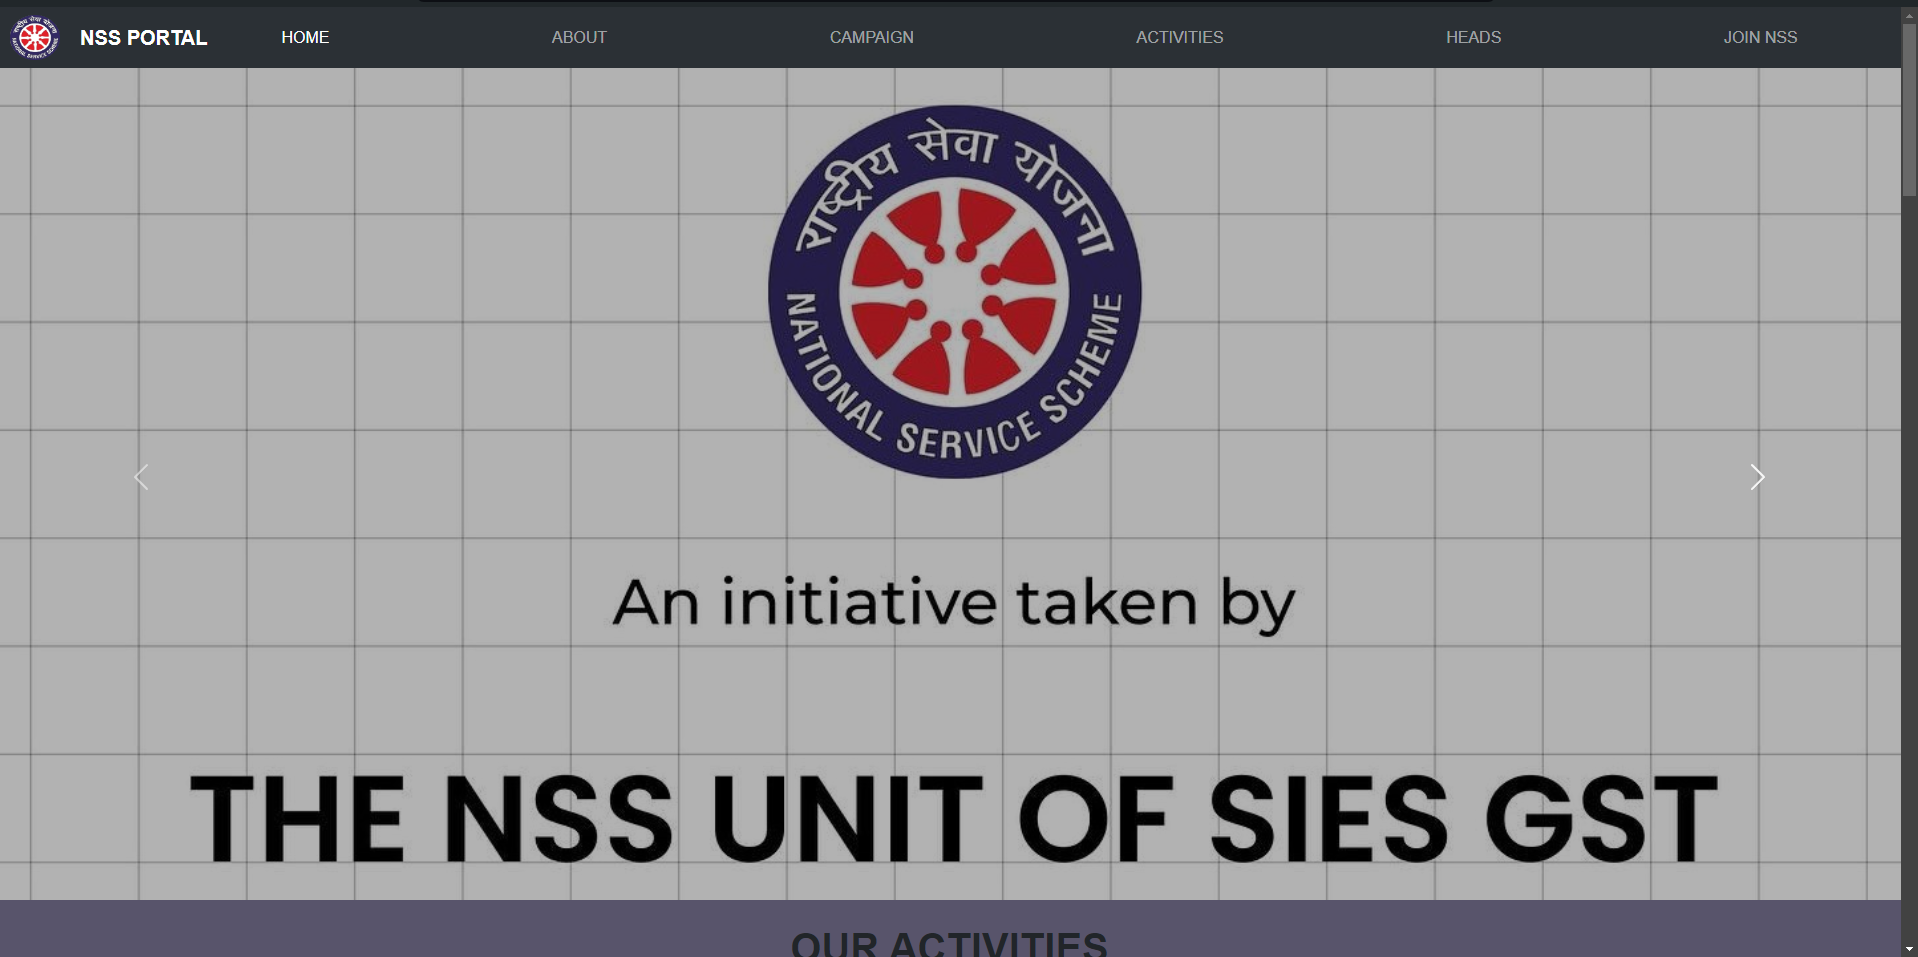 NSS PORTAL HOME ABOUT CAMPAIGN ACTIVITIES HEADS JOIN NSS
राष्ट्रीय सेवा योजना
NATIONAL SERVICE SCHEME
An initiative taken by
THE NSS UNIT OF SIES GST
OUR ACTIVITIES